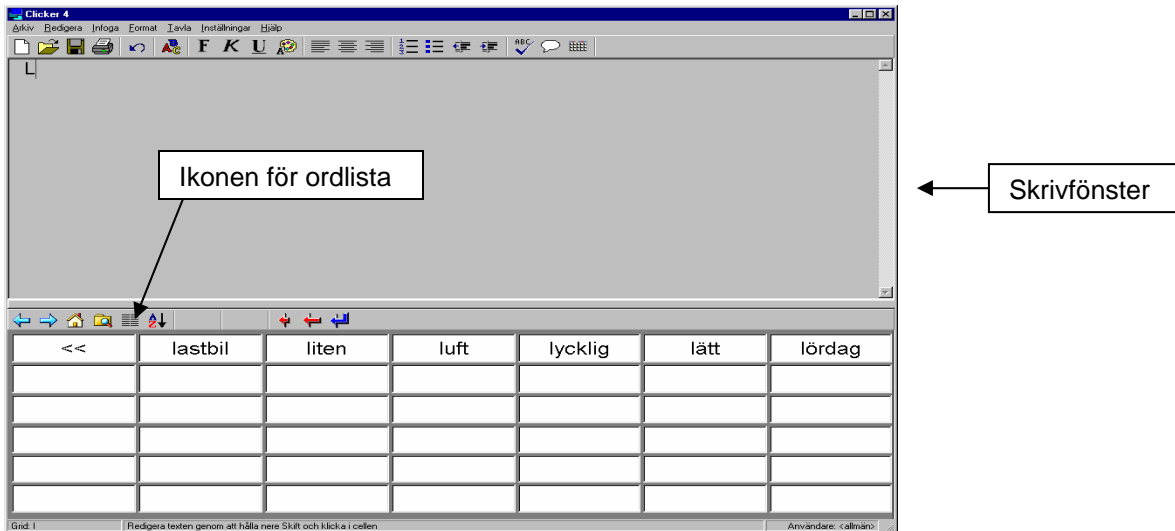 Clicker 4
Arkiv Redigera Infoga Format Tavla Inställningar Hjälp
F K U ABC
L
Ikonen för ordlista
Skrivfönster
<< lastbil liten luft lycklig lätt lördag
Grid: l Redigera texten genom att hålla nere Skift och klicka i cellen Användare: <allmän>